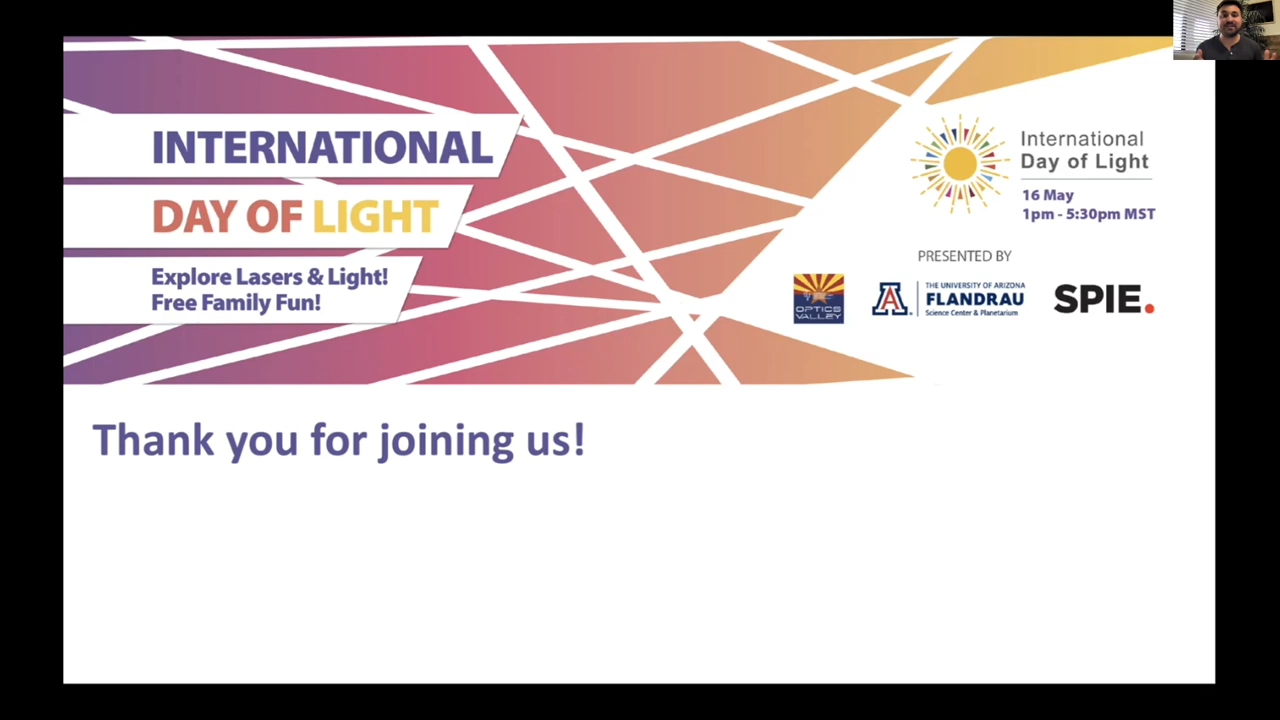 INTERNATIONAL
DAY OF LIGHT
Explore Lasers & Light!
Free Family Fun!
International
Day of Light
16 May
1pm - 5:30pm MST
PRESENTED BY
OPTICS
VALLEY
A
THE UNIVERSITY OF ARIZONA
FLANDRAU
Science Center & Planetarium
SPIE.
Thank you for joining us!